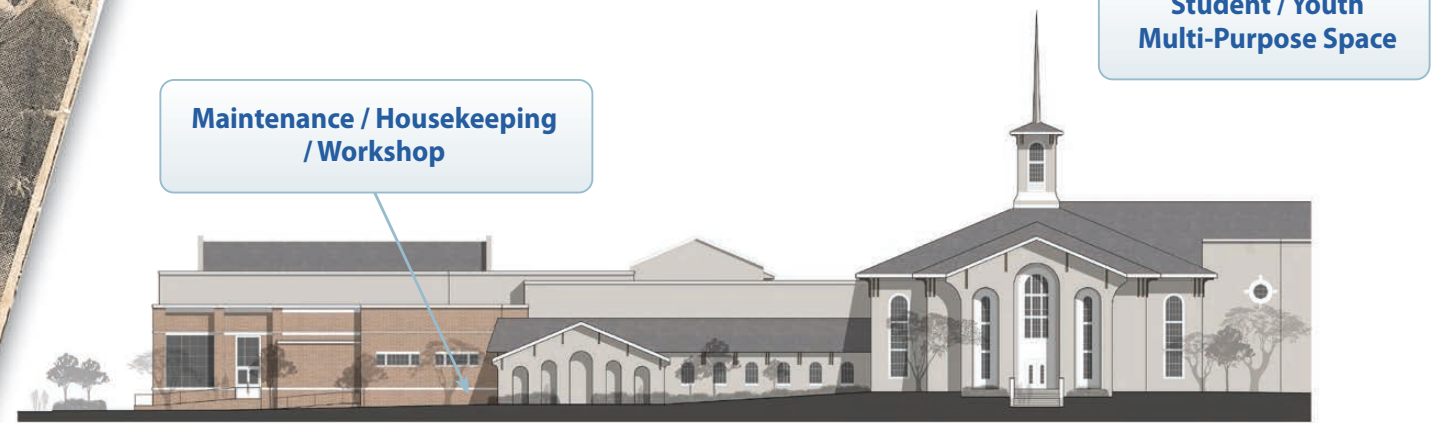 Student / Youth
Multi-Purpose Space
Maintenance / Housekeeping
/ Workshop